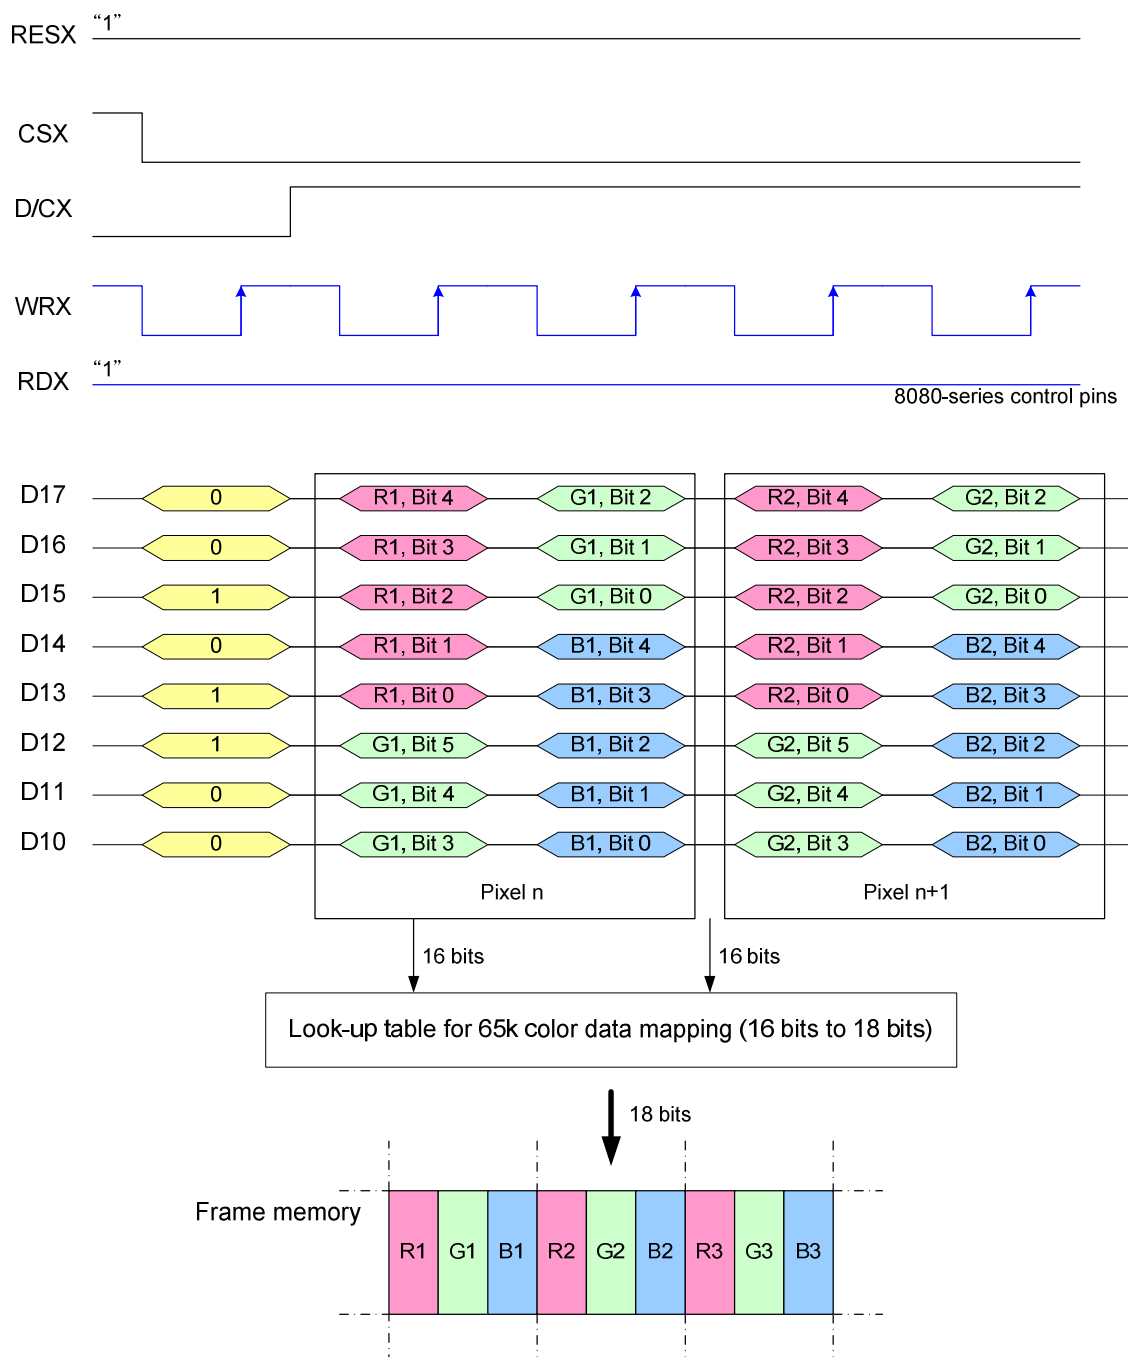 RESX “1”
CSX
D/CX
WRX
RDX “1”
8080-series control pins
D17 0 R1, Bit 4 G1, Bit 2 R2, Bit 4 G2, Bit 2
D16 0 R1, Bit 3 G1, Bit 1 R2, Bit 3 G2, Bit 1
D15 1 R1, Bit 2 G1, Bit 0 R2, Bit 2 G2, Bit 0
D14 0 R1, Bit 1 B1, Bit 4 R2, Bit 1 B2, Bit 4
D13 1 R1, Bit 0 B1, Bit 3 R2, Bit 0 B2, Bit 3
D12 1 G1, Bit 5 B1, Bit 2 G2, Bit 5 B2, Bit 2
D11 0 G1, Bit 4 B1, Bit 1 G2, Bit 4 B2, Bit 1
D10 0 G1, Bit 3 B1, Bit 0 G2, Bit 3 B2, Bit 0
Pixel n Pixel n+1
16 bits 16 bits
Look-up table for 65k color data mapping (16 bits to 18 bits)
18 bits
Frame memory
R1 G1 B1 R2 G2 B2 R3 G3 B3